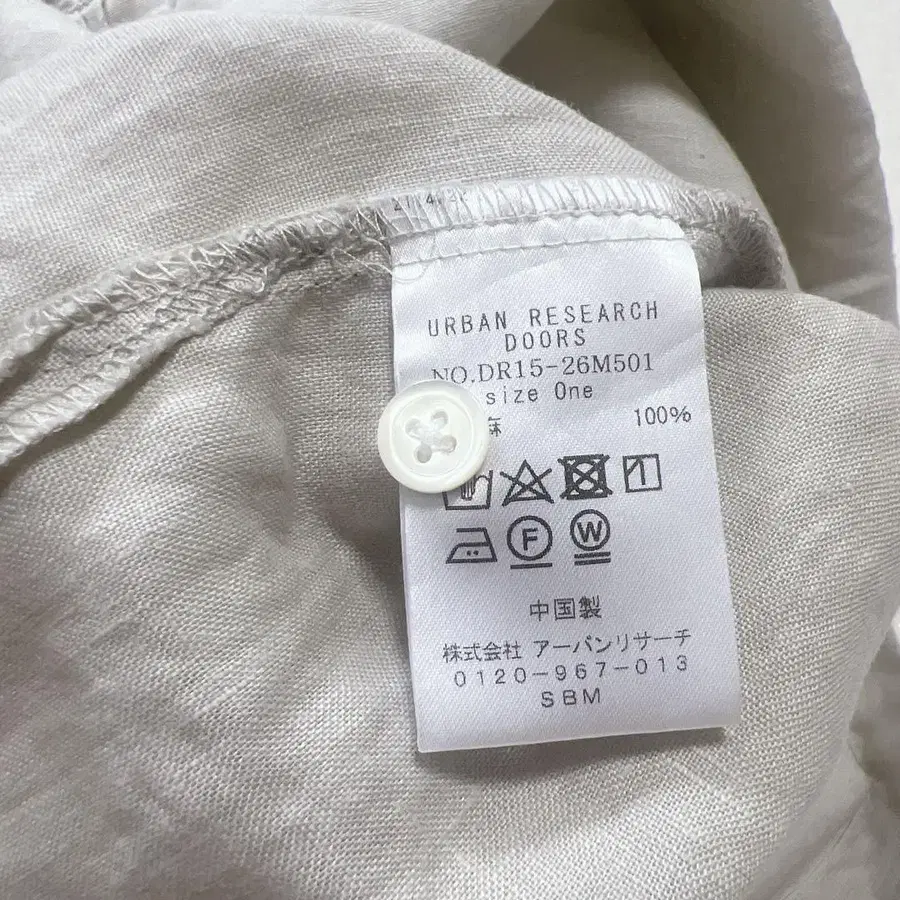 URBAN RESEARCH
DOORS
NO.DR15-26M501
size One
麻 100%
F W
中国製
株式会社 アーバンリサーチ
0120-967-013
SBM